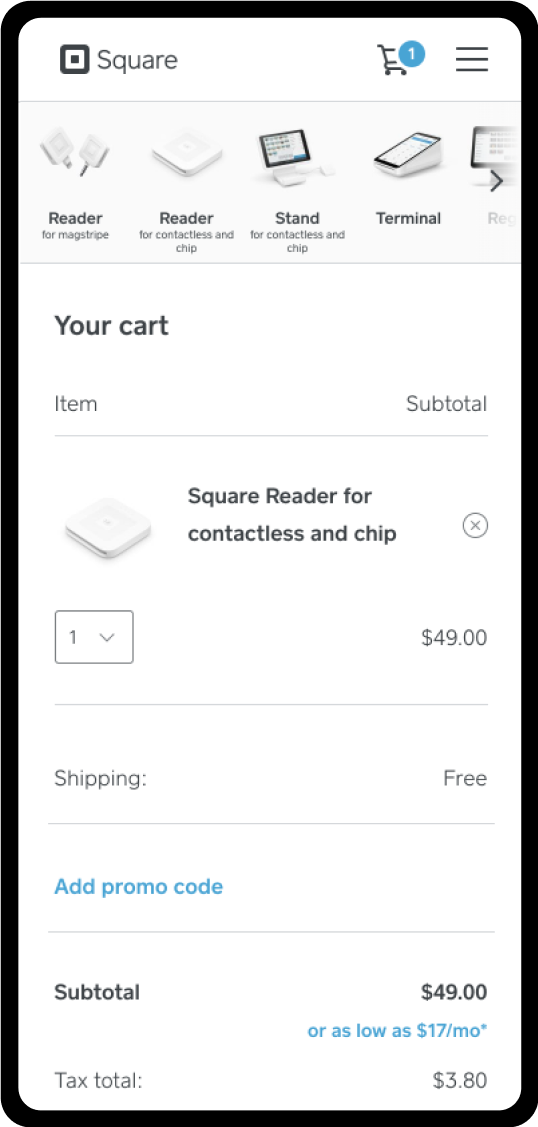 Square
1
Reader
for magstripe
Reader
for contactless and
chip
Stand
for contactless and
chip
Terminal
Reg
Your cart
Item Subtotal
Square Reader for
contactless and chip
1 $49.00
Shipping: Free
Add promo code
Subtotal $49.00
or as low as $17/mo*
Tax total: $3.80